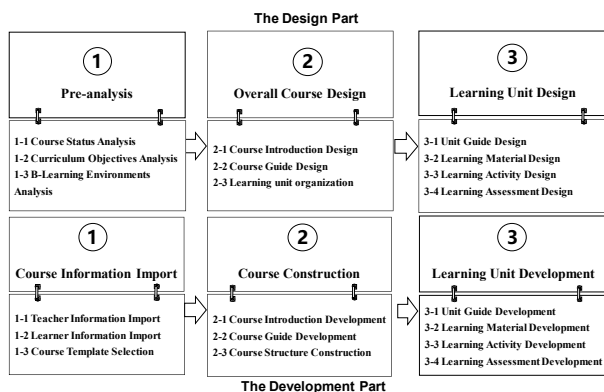 The Design Part
1
Pre-analysis
1-1 Course Status Analysis
1-2 Curriculum Objectives Analysis
1-3 B-Learning Environments
Analysis
2
Overall Course Design
2-1 Course Introduction Design
2-2 Course Guide Design
2-3 Learning unit organization
3
Learning Unit Design
3-1 Unit Guide Design
3-2 Learning Material Design
3-3 Learning Activity Design
3-4 Learning Assessment Design
1
Course Information Import
1-1 Teacher Information Import
1-2 Learner Information Import
1-3 Course Template Selection
2
Course Construction
2-1 Course Introduction Development
2-2 Course Guide Development
2-3 Course Structure Construction
3
Learning Unit Development
3-1 Unit Guide Development
3-2 Learning Material Development
3-3 Learning Activity Development
3-4 Learning Assessment Development
The Development Part